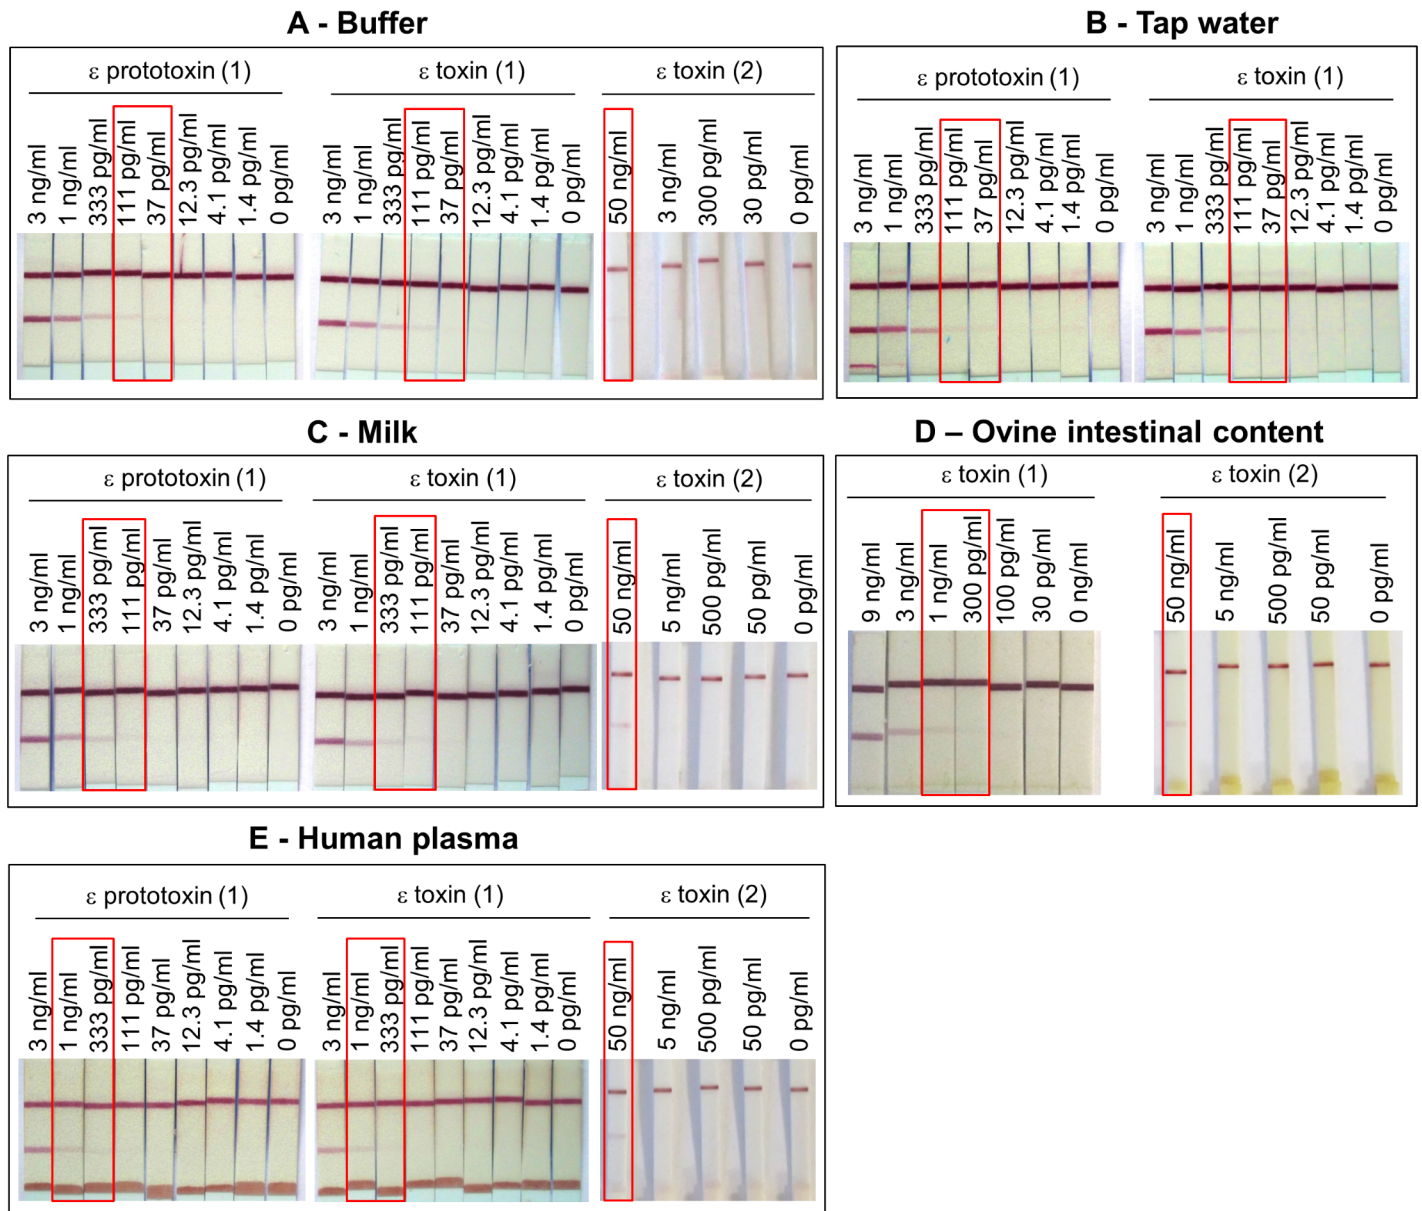 A - Buffer
ε prototoxin (1)
ε toxin (1)
ε toxin (2)
3 ng/ml
1 ng/ml
333 pg/ml
111 pg/ml
37 pg/ml
12.3 pg/ml
4.1 pg/ml
1.4 pg/ml
0 pg/ml
3 ng/ml
1 ng/ml
333 pg/ml
111 pg/ml
37 pg/ml
12.3 pg/ml
4.1 pg/ml
1.4 pg/ml
0 pg/ml
50 ng/ml
3 ng/ml
300 pg/ml
30 pg/ml
0 pg/ml
B - Tap water
ε prototoxin (1)
ε toxin (1)
3 ng/ml
1 ng/ml
333 pg/ml
111 pg/ml
37 pg/ml
12.3 pg/ml
4.1 pg/ml
1.4 pg/ml
0 pg/ml
3 ng/ml
1 ng/ml
333 pg/ml
111 pg/ml
37 pg/ml
12.3 pg/ml
4.1 pg/ml
1.4 pg/ml
0 pg/ml
C - Milk
ε prototoxin (1)
ε toxin (1)
ε toxin (2)
3 ng/ml
1 ng/ml
333 pg/ml
111 pg/ml
37 pg/ml
12.3 pg/ml
4.1 pg/ml
1.4 pg/ml
0 pg/ml
3 ng/ml
1 ng/ml
333 pg/ml
111 pg/ml
37 pg/ml
12.3 pg/ml
4.1 pg/ml
1.4 pg/ml
0 pg/ml
50 ng/ml
5 ng/ml
500 pg/ml
50 pg/ml
0 pg/ml
D – Ovine intestinal content
ε toxin (1)
ε toxin (2)
9 ng/ml
3 ng/ml
1 ng/ml
300 pg/ml
100 pg/ml
30 pg/ml
0 ng/ml
50 ng/ml
5 ng/ml
500 pg/ml
50 pg/ml
0 pg/ml
E - Human plasma
ε prototoxin (1)
ε toxin (1)
ε toxin (2)
3 ng/ml
1 ng/ml
333 pg/ml
111 pg/ml
37 pg/ml
12.3 pg/ml
4.1 pg/ml
1.4 pg/ml
0 pg/ml
3 ng/ml
1 ng/ml
333 pg/ml
111 pg/ml
37 pg/ml
12.3 pg/ml
4.1 pg/ml
1.4 pg/ml
0 pg/ml
50 ng/ml
5 ng/ml
500 pg/ml
50 pg/ml
0 pg/ml